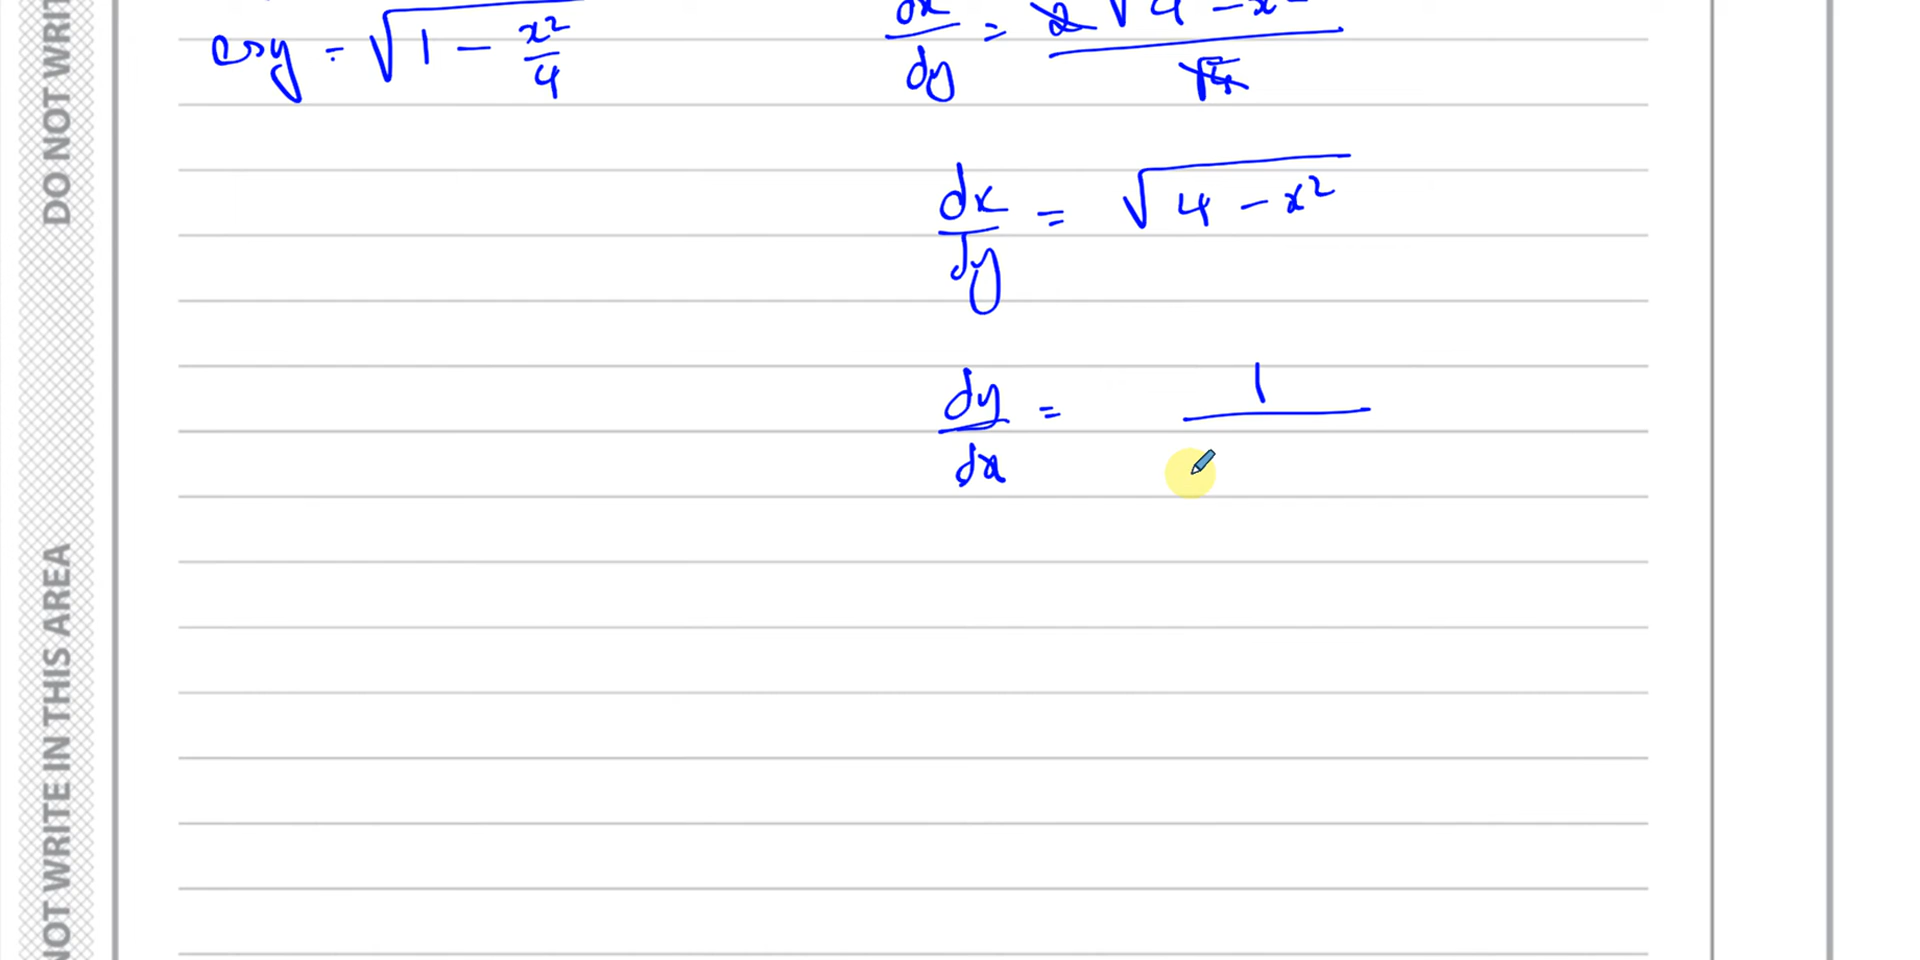 DO NOT WRIT
cos y = √(1 - x²/4)
dx/dy = 2√(4 - x²)/√4
dx/dy = √(4 - x²)
dy/dx = 1/
NOT WRITE IN THIS AREA